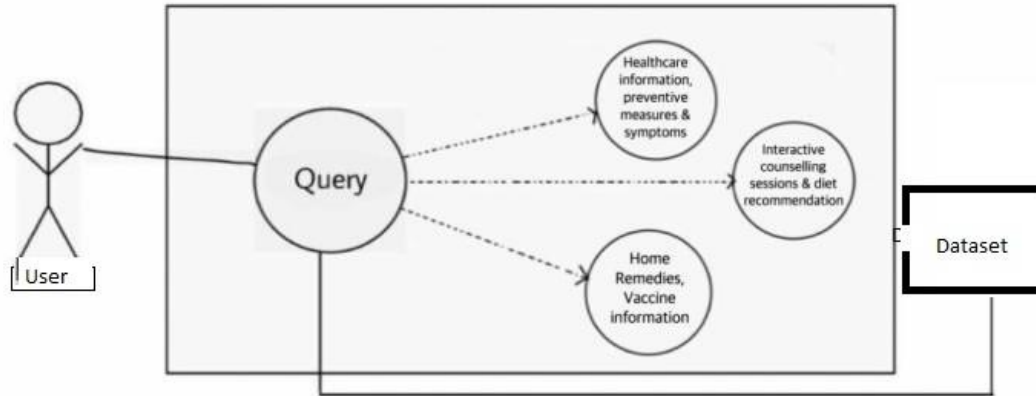 Healthcare
information,
preventive
measures &
symptoms
Query
Interactive
counselling
sessions & diet
recommendation
Dataset
User
Home
Remedies,
Vaccine
information